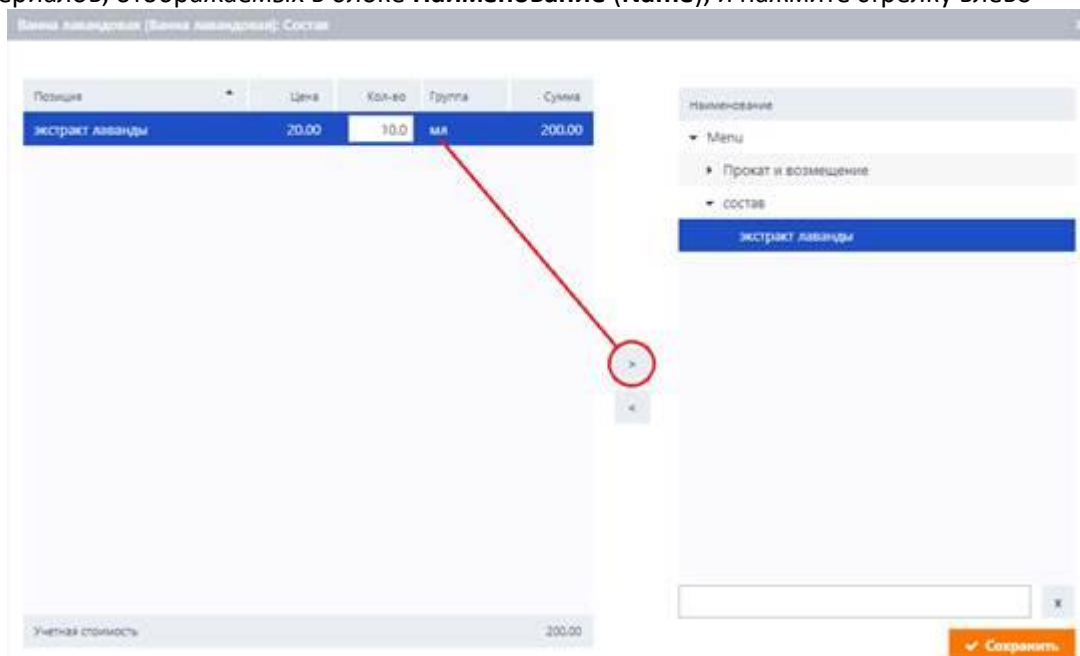 ериалов, отображаемых в блоке Наименование (Name), и нажмите стрелку влево
Ванна лавандовая (Ванна лавандовая): Состав
Позиция Цена Кол-во Группа Сумма
экстракт лаванды 20.00 10.0 мл 200.00
Учетная стоимость 200.00
Наименование
Menu
Прокат и возмещение
состав
экстракт лаванды
>
<
x
Сохранить